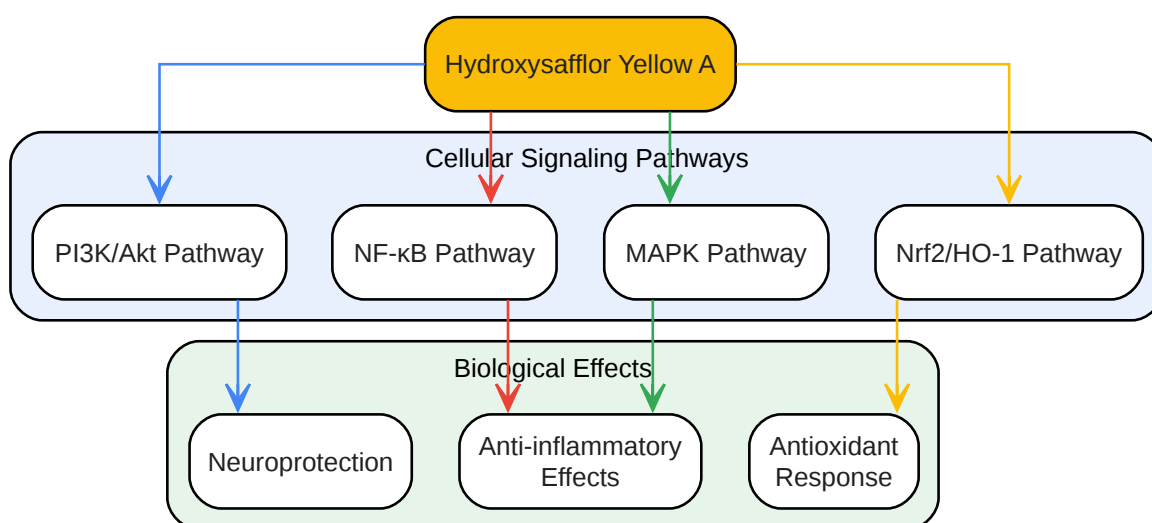 Hydroxysafflor Yellow A
Cellular Signaling Pathways
PI3K/Akt Pathway
NF-κB Pathway
MAPK Pathway
Nrf2/HO-1 Pathway
Biological Effects
Neuroprotection
Anti-inflammatory
Effects
Antioxidant
Response